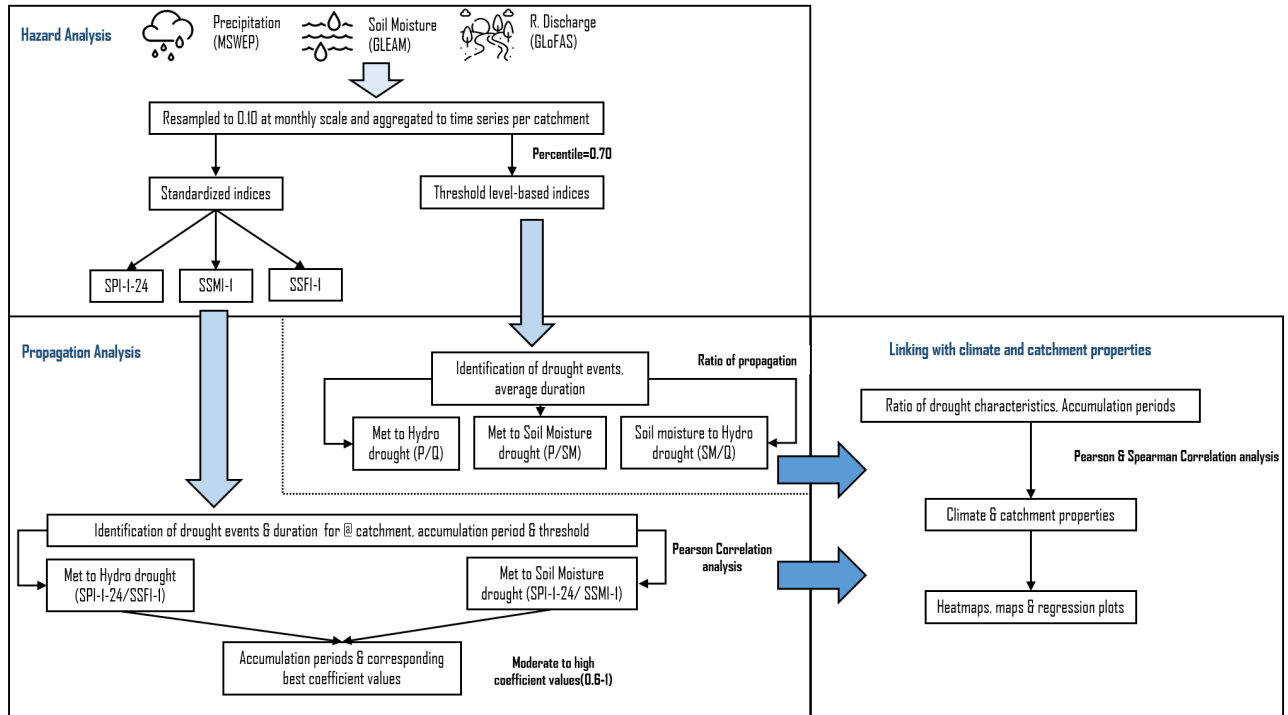 Hazard Analysis
Precipitation
(MSWEP)
Soil Moisture
(GLEAM)
R. Discharge
(GLoFAS)
Resampled to 0.10 at monthly scale and aggregated to time series per catchment
Percentile=0.70
Standardized indices
Threshold level-based indices
SPI-1-24
SSMI-1
SSFI-1
Propagation Analysis
Ratio of propagation
Identification of drought events,
average duration
Met to Hydro
drought (P/Q)
Met to Soil Moisture
drought (P/SM)
Soil moisture to Hydro
drought (SM/Q)
Identification of drought events & duration for @ catchment, accumulation period & threshold
Pearson Correlation
analysis
Met to Hydro drought
(SPI-1-24/SSFI-1)
Met to Soil Moisture
drought (SPI-1-24/ SSMI-1)
Accumulation periods & corresponding
best coefficient values
Moderate to high
coefficient values(0.6-1)
Linking with climate and catchment properties
Ratio of drought characteristics, Accumulation periods
Pearson & Spearman Correlation analysis
Climate & catchment properties
Heatmaps, maps & regression plots